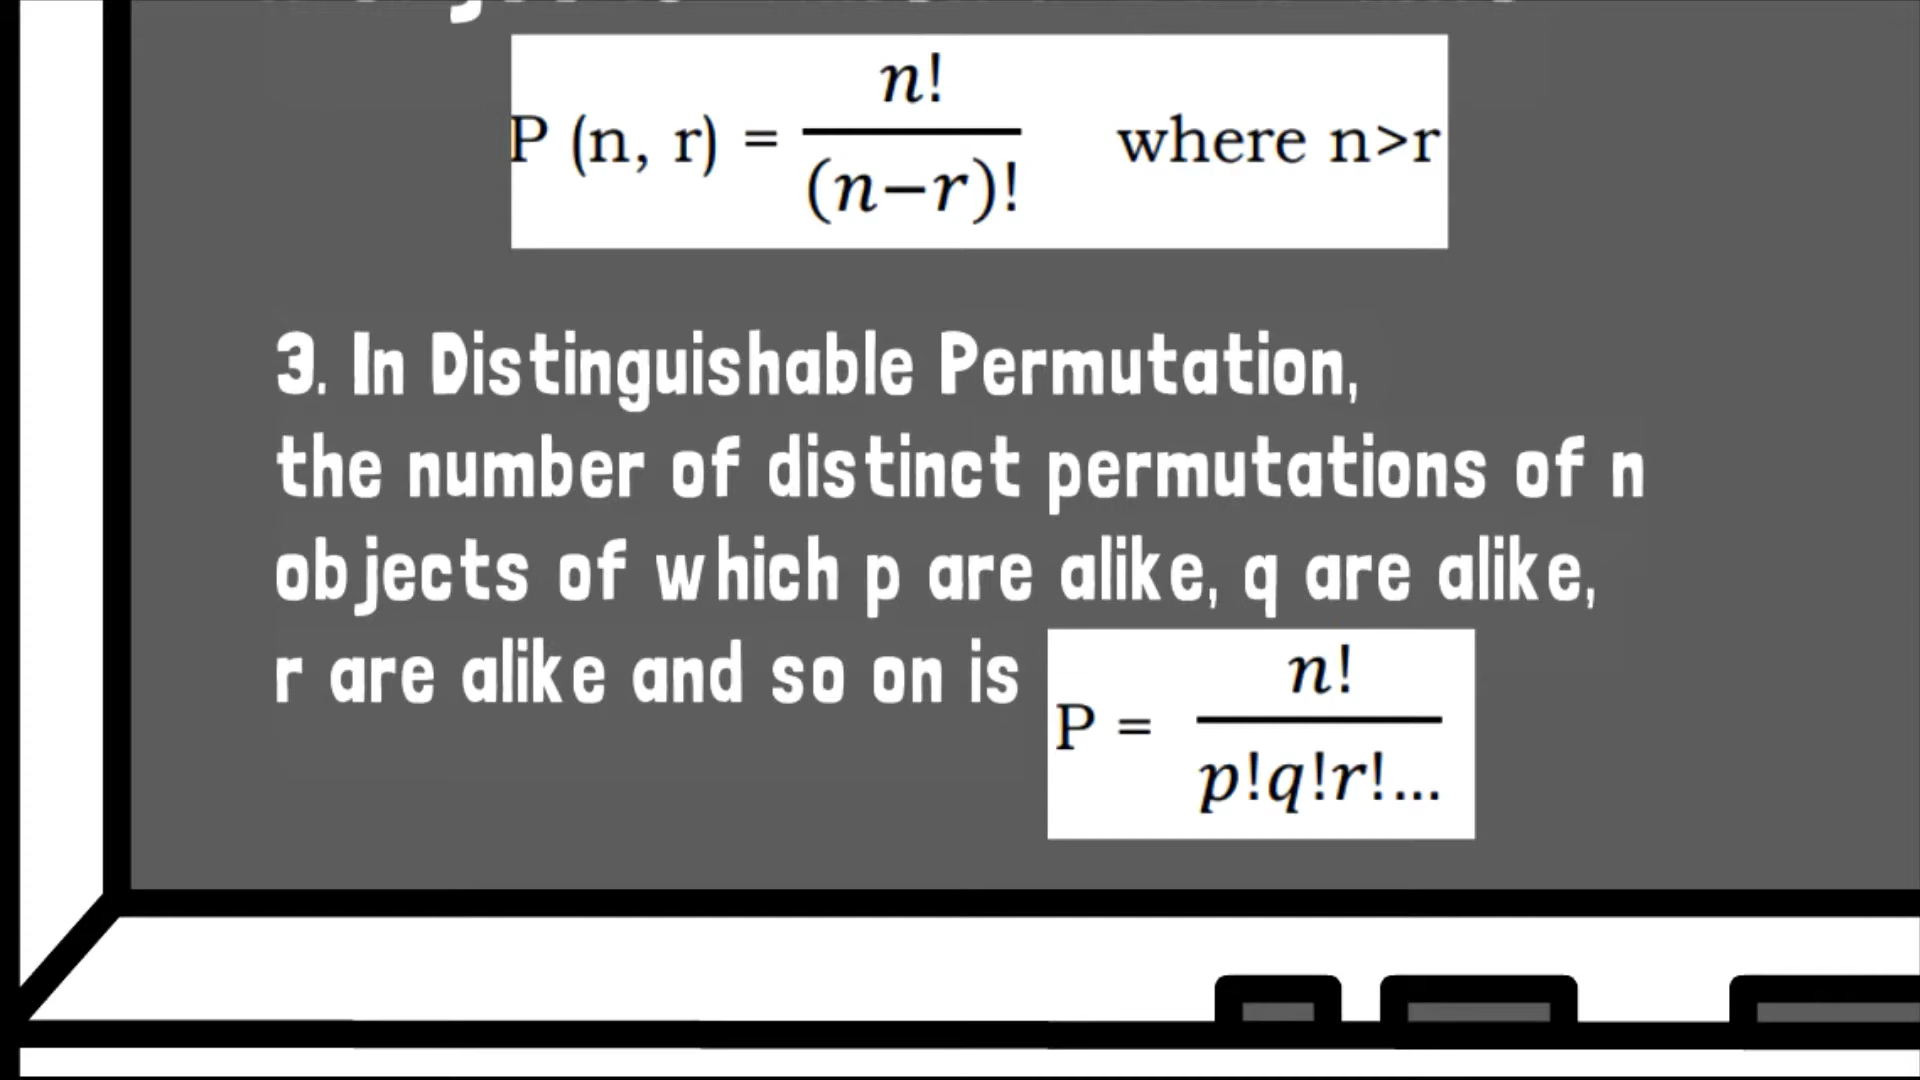 P (n, r) = n! / (n−r)! where n>r
3. In Distinguishable Permutation,
the number of distinct permutations of n
objects of which p are alike, q are alike,
r are alike and so on is
P = n! / p!q!r!...